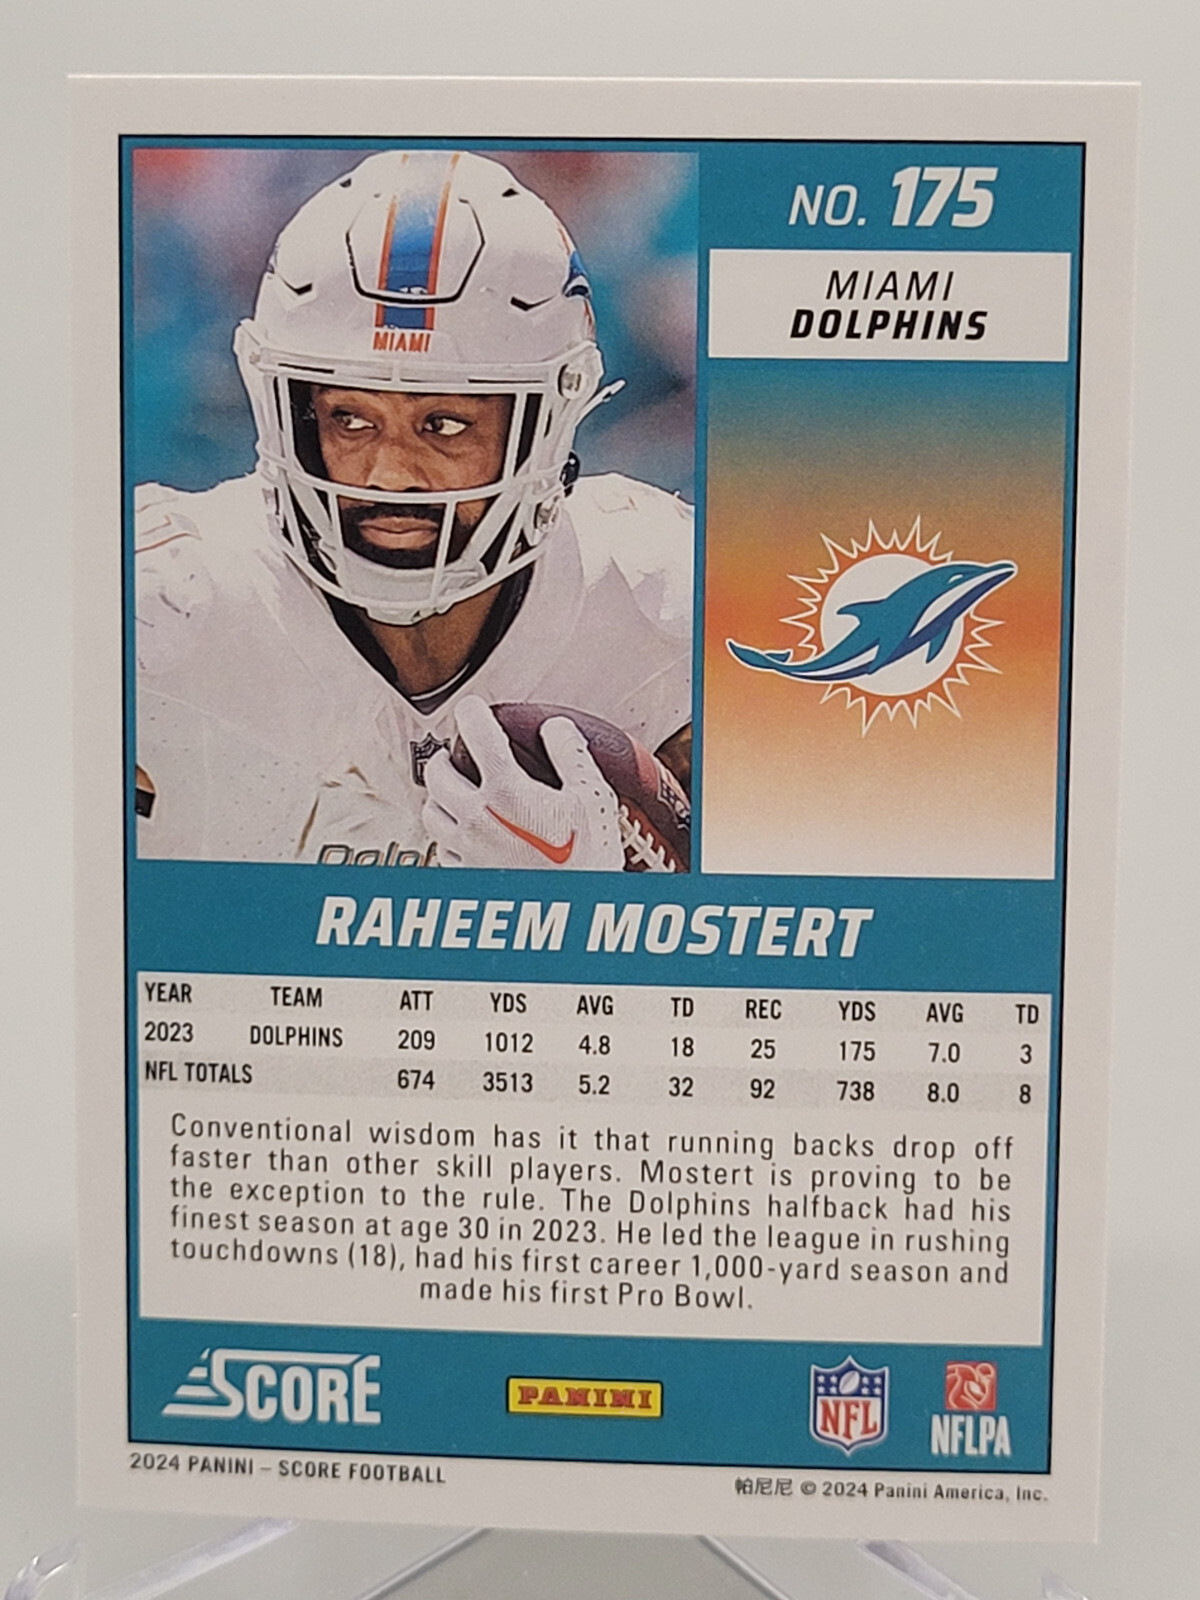 NO. 175
MIAMI
DOLPHINS
MIAMI
RAHEEM MOSTERT
YEAR TEAM ATT YDS AVG TD REC YDS AVG TD
2023 DOLPHINS 209 1012 4.8 18 25 175 7.0 3
NFL TOTALS 674 3513 5.2 32 92 738 8.0 8
Conventional wisdom has it that running backs drop off
faster than other skill players. Mostert is proving to be
the exception to the rule. The Dolphins halfback had his
finest season at age 30 in 2023. He led the league in rushing
touchdowns (18), had his first career 1,000-yard season and
made his first Pro Bowl.
SCORE
PANINI
NFL
NFLPA
2024 PANINI – SCORE FOOTBALL
帕尼尼 © 2024 Panini America, Inc.